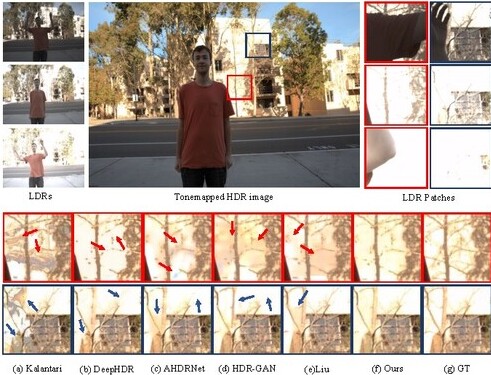 LDRs
Tonemapped HDR image
LDR Patches
(a) Kalantari
(b) DeepHDR
(c) AHDRNet
(d) HDR-GAN
(e)Liu
(f) Ours
(g) GT